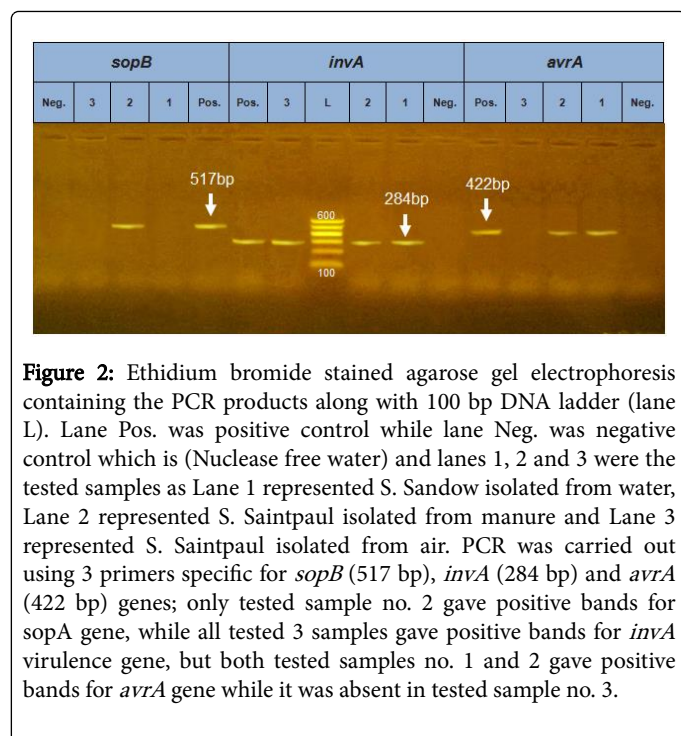 sopB invA avrA
Neg. 3 2 1 Pos. Pos. 3 L 2 1 Neg. Pos. 3 2 1 Neg.
517bp 284bp 422bp
600
100
Figure 2: Ethidium bromide stained agarose gel electrophoresis
containing the PCR products along with 100 bp DNA ladder (lane
L). Lane Pos. was positive control while lane Neg. was negative
control which is (Nuclease free water) and lanes 1, 2 and 3 were the
tested samples as Lane 1 represented S. Sandow isolated from water,
Lane 2 represented S. Saintpaul isolated from manure and Lane 3
represented S. Saintpaul isolated from air. PCR was carried out
using 3 primers specific for sopB (517 bp), invA (284 bp) and avrA
(422 bp) genes; only tested sample no. 2 gave positive bands for
sopA gene, while all tested 3 samples gave positive bands for invA
virulence gene, but both tested samples no. 1 and 2 gave positive
bands for avrA gene while it was absent in tested sample no. 3.